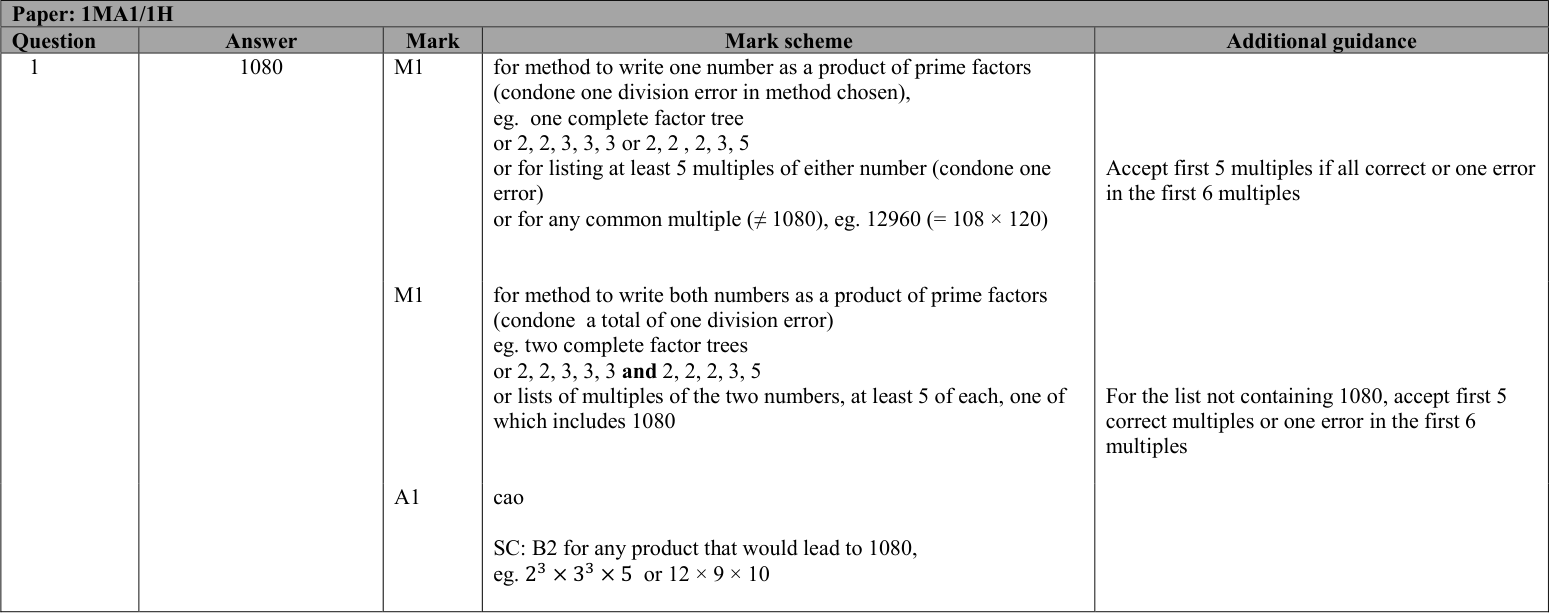 Paper: 1MA1/1H
Question Answer Mark Mark scheme Additional guidance
1 1080 M1 for method to write one number as a product of prime factors
(condone one division error in method chosen),
eg.  one complete factor tree
or 2, 2, 3, 3, 3 or 2, 2 , 2, 3, 5
or for listing at least 5 multiples of either number (condone one
error)
Accept first 5 multiples if all correct or one error
in the first 6 multiples
or for any common multiple (≠ 1080), eg. 12960 (= 108 × 120)
M1 for method to write both numbers as a product of prime factors
(condone  a total of one division error)
eg. two complete factor trees
or 2, 2, 3, 3, 3 and 2, 2, 2, 3, 5
or lists of multiples of the two numbers, at least 5 of each, one of
which includes 1080
For the list not containing 1080, accept first 5
correct multiples or one error in the first 6
multiples
A1 cao
SC: B2 for any product that would lead to 1080,
eg. 2³ × 3³ × 5  or 12 × 9 × 10